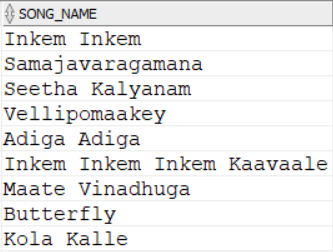 SONG_NAME
Inkem Inkem
Samajavaragamana
Seetha Kalyanam
Vellipomaakey
Adiga Adiga
Inkem Inkem Inkem Kaavaale
Maate Vinadhuga
Butterfly
Kola Kalle